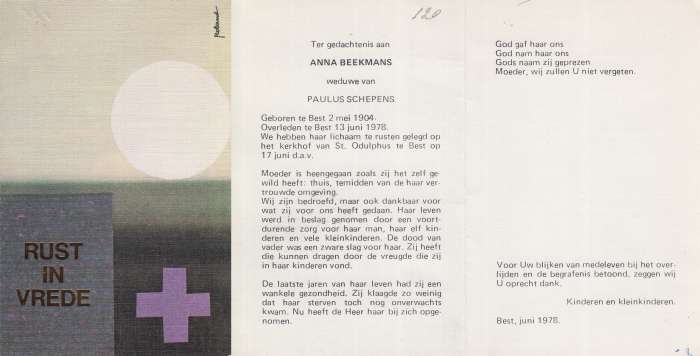 RUST
IN
VREDE
120
Ter gedachtenis aan
ANNA BEEKMANS
weduwe van
PAULUS SCHEPENS
Geboren te Best 2 mei 1904.
Overleden te Best 13 juni 1978.
We hebben haar lichaam te rusten gelegd op
het kerkhof van St. Odulphus te Best op
17 juni d.a.v.
Moeder is heengegaan zoals zij het zelf ge-
wild heeft: thuis, temidden van de haar ver-
trouwde omgeving.
Wij zijn bedroefd, maar ook dankbaar voor
wat zij voor ons heeft gedaan. Haar leven
werd in beslag genomen door een voort-
durende zorg voor haar man, haar elf kin-
deren en vele kleinkinderen. De dood van
vader was een zware slag voor haar. Zij heeft
die kunnen dragen door de vreugde die zij
in haar kinderen vond.
De laatste jaren van haar leven had zij een
wankele gezondheid. Zij klaagde zo weinig
dat haar sterven toch nog onverwachts
kwam. Nu heeft de Heer haar bij zich opge-
nomen.
God gaf haar ons
God nam haar ons
Gods naam zij geprezen
Moeder, wij zullen U niet vergeten.
Voor Uw blijken van medeleven bij het over-
lijden en de begrafenis betoond, zeggen wij
U oprecht dank.
Kinderen en kleinkinderen.
Best, juni 1978.